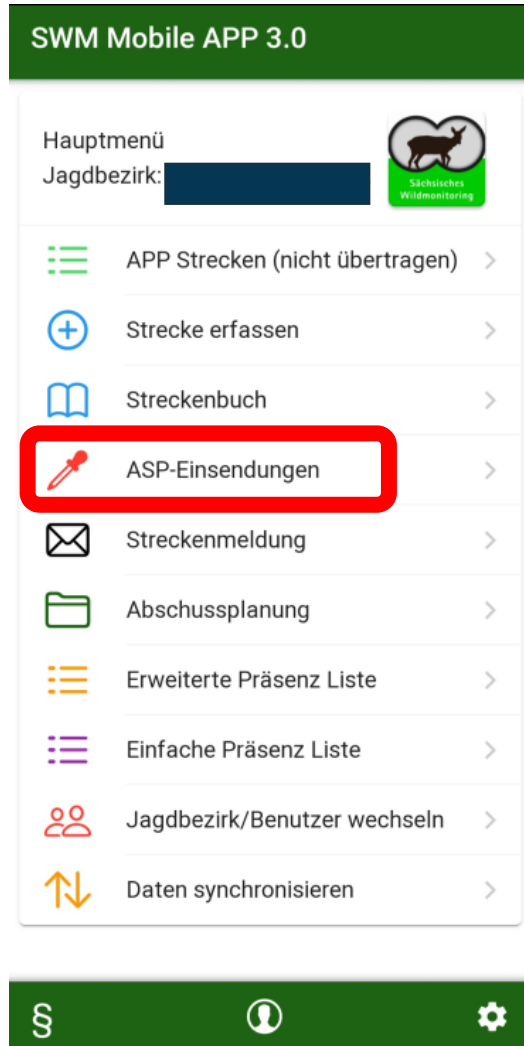 SWM Mobile APP 3.0
Hauptmenü
Jagdbezirk:
Sächsisches
Wildmonitoring
APP Strecken (nicht übertragen)
Strecke erfassen
Streckenbuch
ASP-Einsendungen
Streckenmeldung
Abschussplanung
Erweiterte Präsenz Liste
Einfache Präsenz Liste
Jagdbezirk/Benutzer wechseln
Daten synchronisieren
§